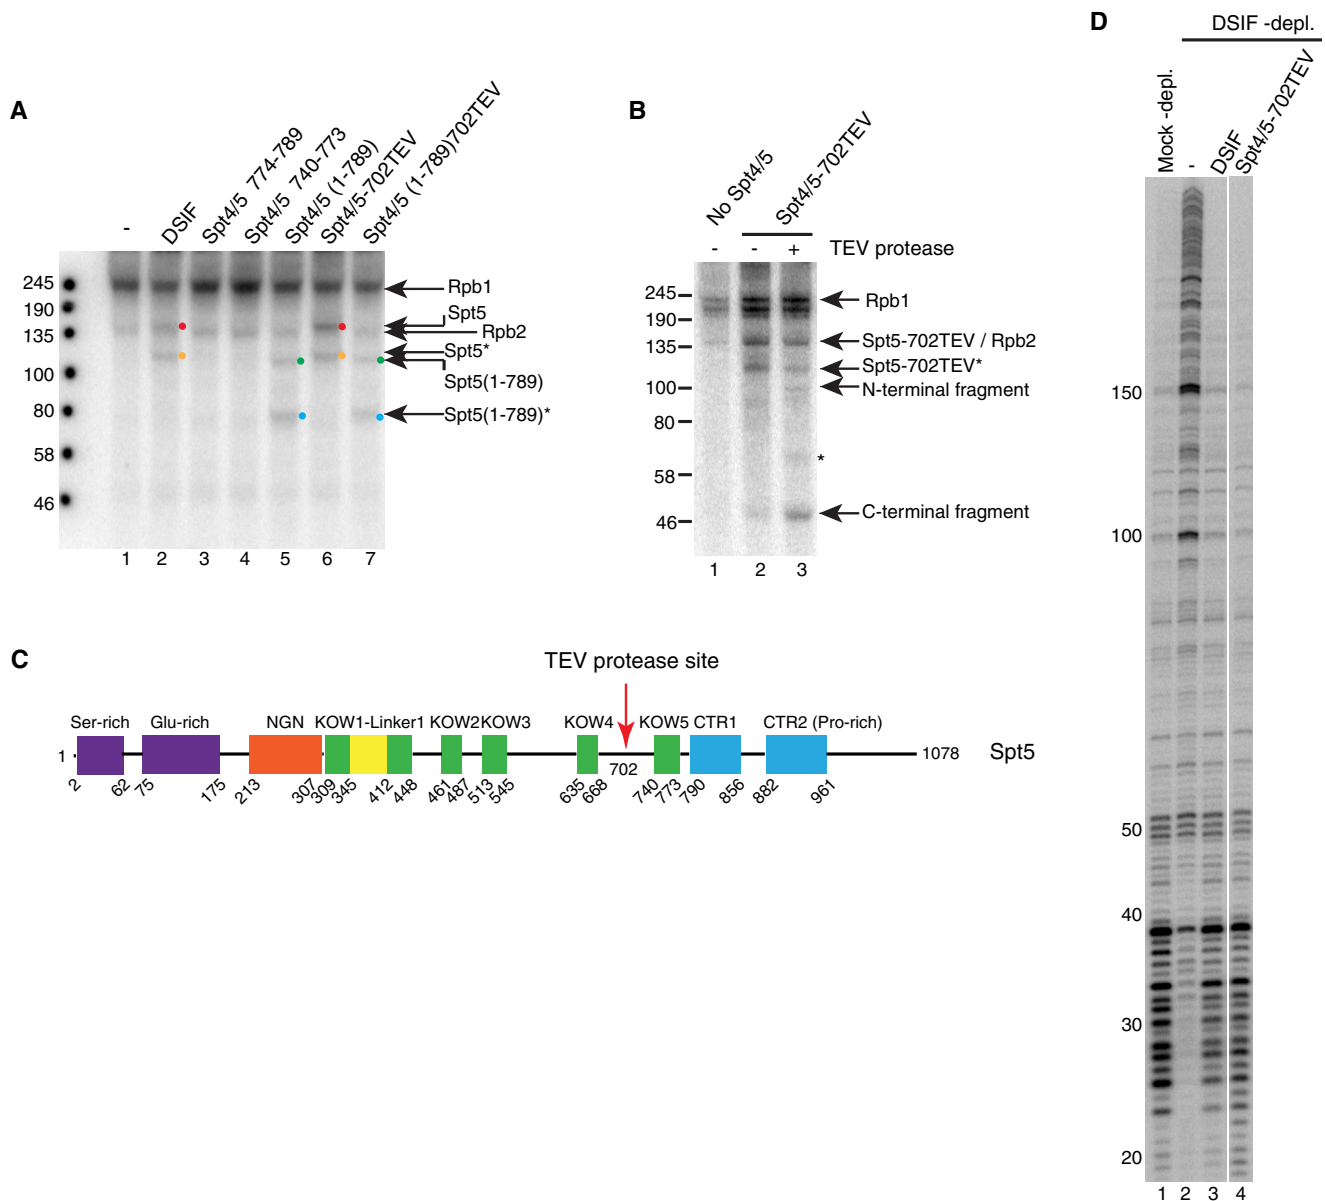 A
-
DSIF
Spt4/5 774-789
Spt4/5 740-773
Spt4/5 (1-789)
Spt4/5-702TEV
Spt4/5 (1-789)702TEV
245
190
135
100
80
58
46
Rpb1
Spt5
Rpb2
Spt5*
Spt5(1-789)
Spt5(1-789)*
1 2 3 4 5 6 7
B
No Spt4/5
Spt4/5-702TEV
- - + TEV protease
245
190
135
100
80
58
46
Rpb1
Spt5-702TEV / Rpb2
Spt5-702TEV*
N-terminal fragment
*
C-terminal fragment
1 2 3
C
TEV protease site
Ser-rich Glu-rich NGN KOW1-Linker1 KOW2 KOW3 KOW4 KOW5 CTR1 CTR2 (Pro-rich)
1 1078 Spt5
702
2 62 75 175 213 307 309 345 412 448 461 487 513 545 635 668 740 773 790 856 882 961
D
DSIF -depl.
Mock -depl.
-
DSIF
Spt4/5-702TEV
150
100
50
40
30
20
1 2 3 4